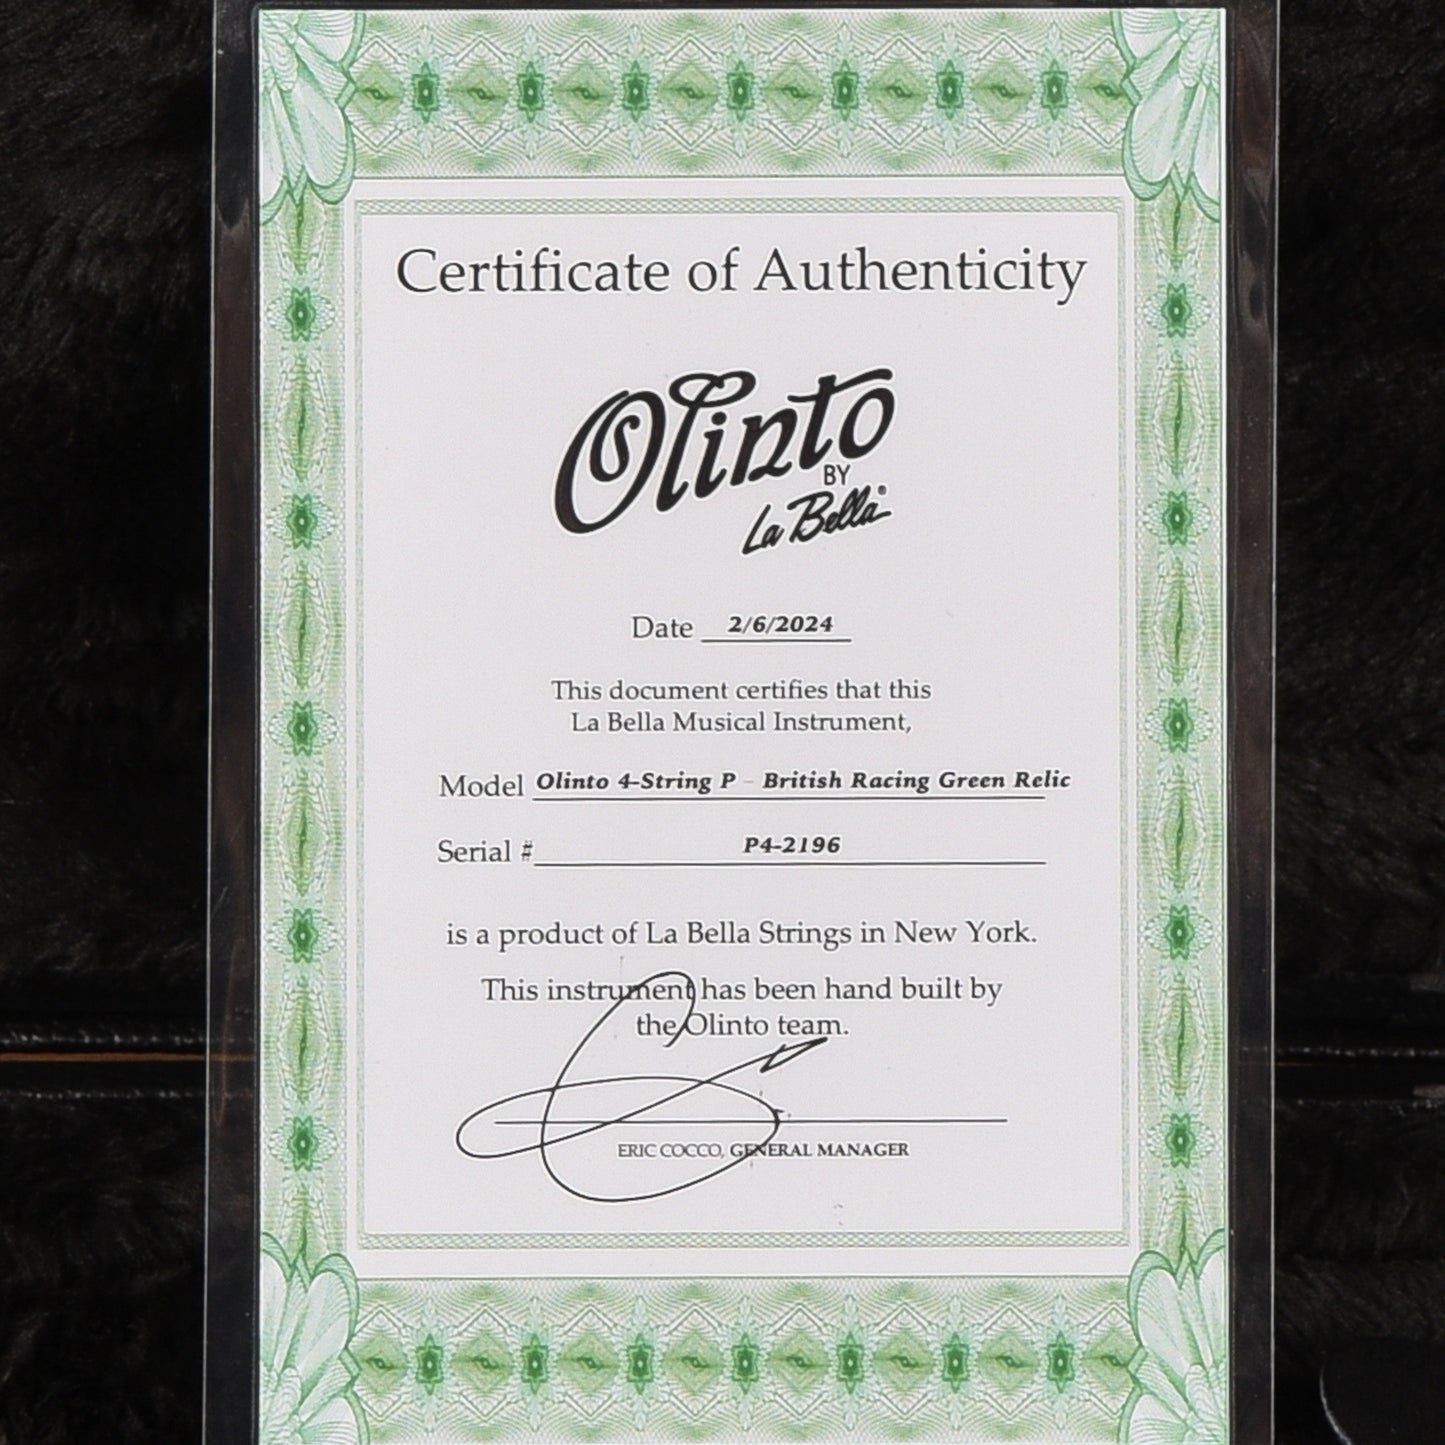 Certificate of Authenticity
Olinto
BY
La Bella®
Date 2/6/2024
This document certifies that this
La Bella Musical Instrument,
Model Olinto 4-String P - British Racing Green Relic
Serial # P4-2196
is a product of La Bella Strings in New York.
This instrument has been hand built by
the Olinto team.
ERIC COCCO, GENERAL MANAGER